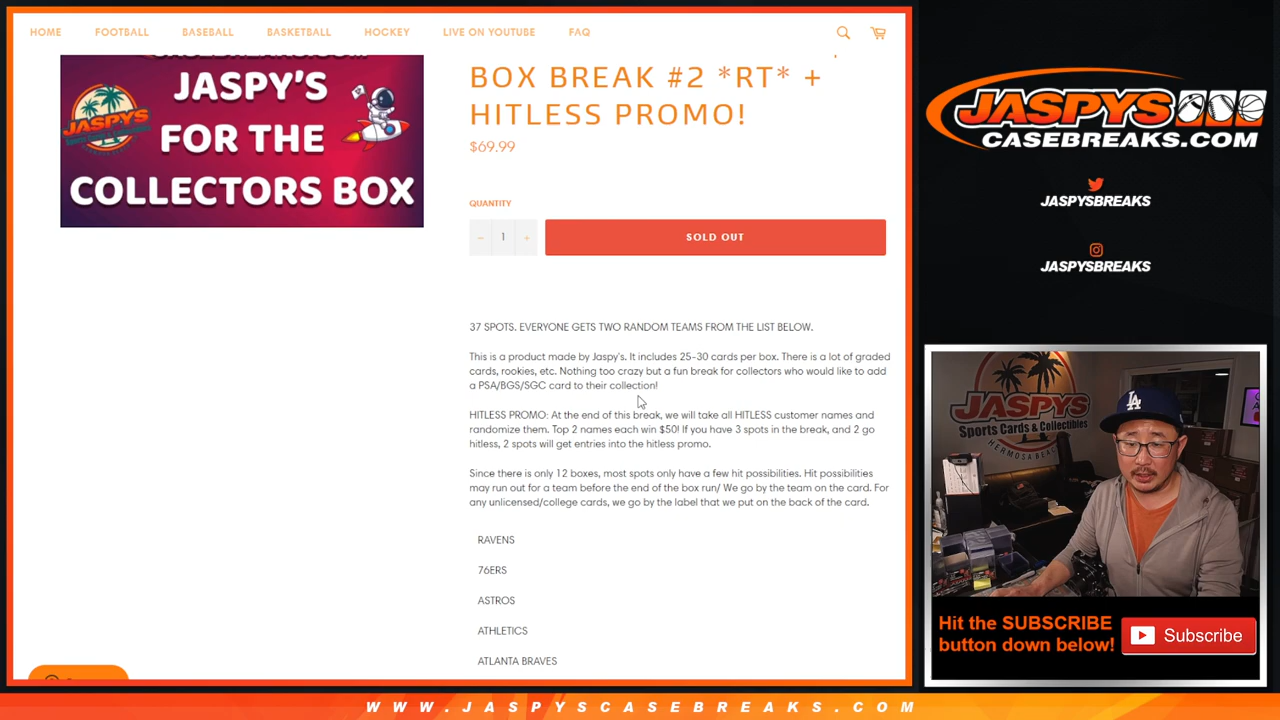 HOME FOOTBALL BASEBALL BASKETBALL HOCKEY LIVE ON YOUTUBE FAQ
JASPY'S
FOR THE
COLLECTORS BOX
JASPYS
BOX BREAK #2 *RT* +
HITLESS PROMO!
$69.99
QUANTITY
− 1 + SOLD OUT
37 SPOTS. EVERYONE GETS TWO RANDOM TEAMS FROM THE LIST BELOW.
This is a product made by Jaspy's. It includes 25-30 cards per box. There is a lot of graded
cards, rookies, etc. Nothing too crazy but a fun break for collectors who would like to add
a PSA/BGS/SGC card to their collection!
HITLESS PROMO: At the end of this break, we will take all HITLESS customer names and
randomize them. Top 2 names each win $50! If you have 3 spots in the break, and 2 go
hitless, 2 spots will get entries into the hitless promo.
Since there is only 12 boxes, most spots only have a few hit possibilities. Hit possibilities
may run out for a team before the end of the box run/ We go by the team on the card. For
any unlicensed/college cards, we go by the label that we put on the back of the card.
RAVENS
76ERS
ASTROS
ATHLETICS
ATLANTA BRAVES
JASPYS
CASEBREAKS.COM
JASPYSBREAKS
JASPYSBREAKS
JASPYS
Sports Cards & Collectibles
HERMOSA BEACH
LA
Hit the SUBSCRIBE
button down below!
Subscribe
WWW.JASPYSCASEBREAKS.COM